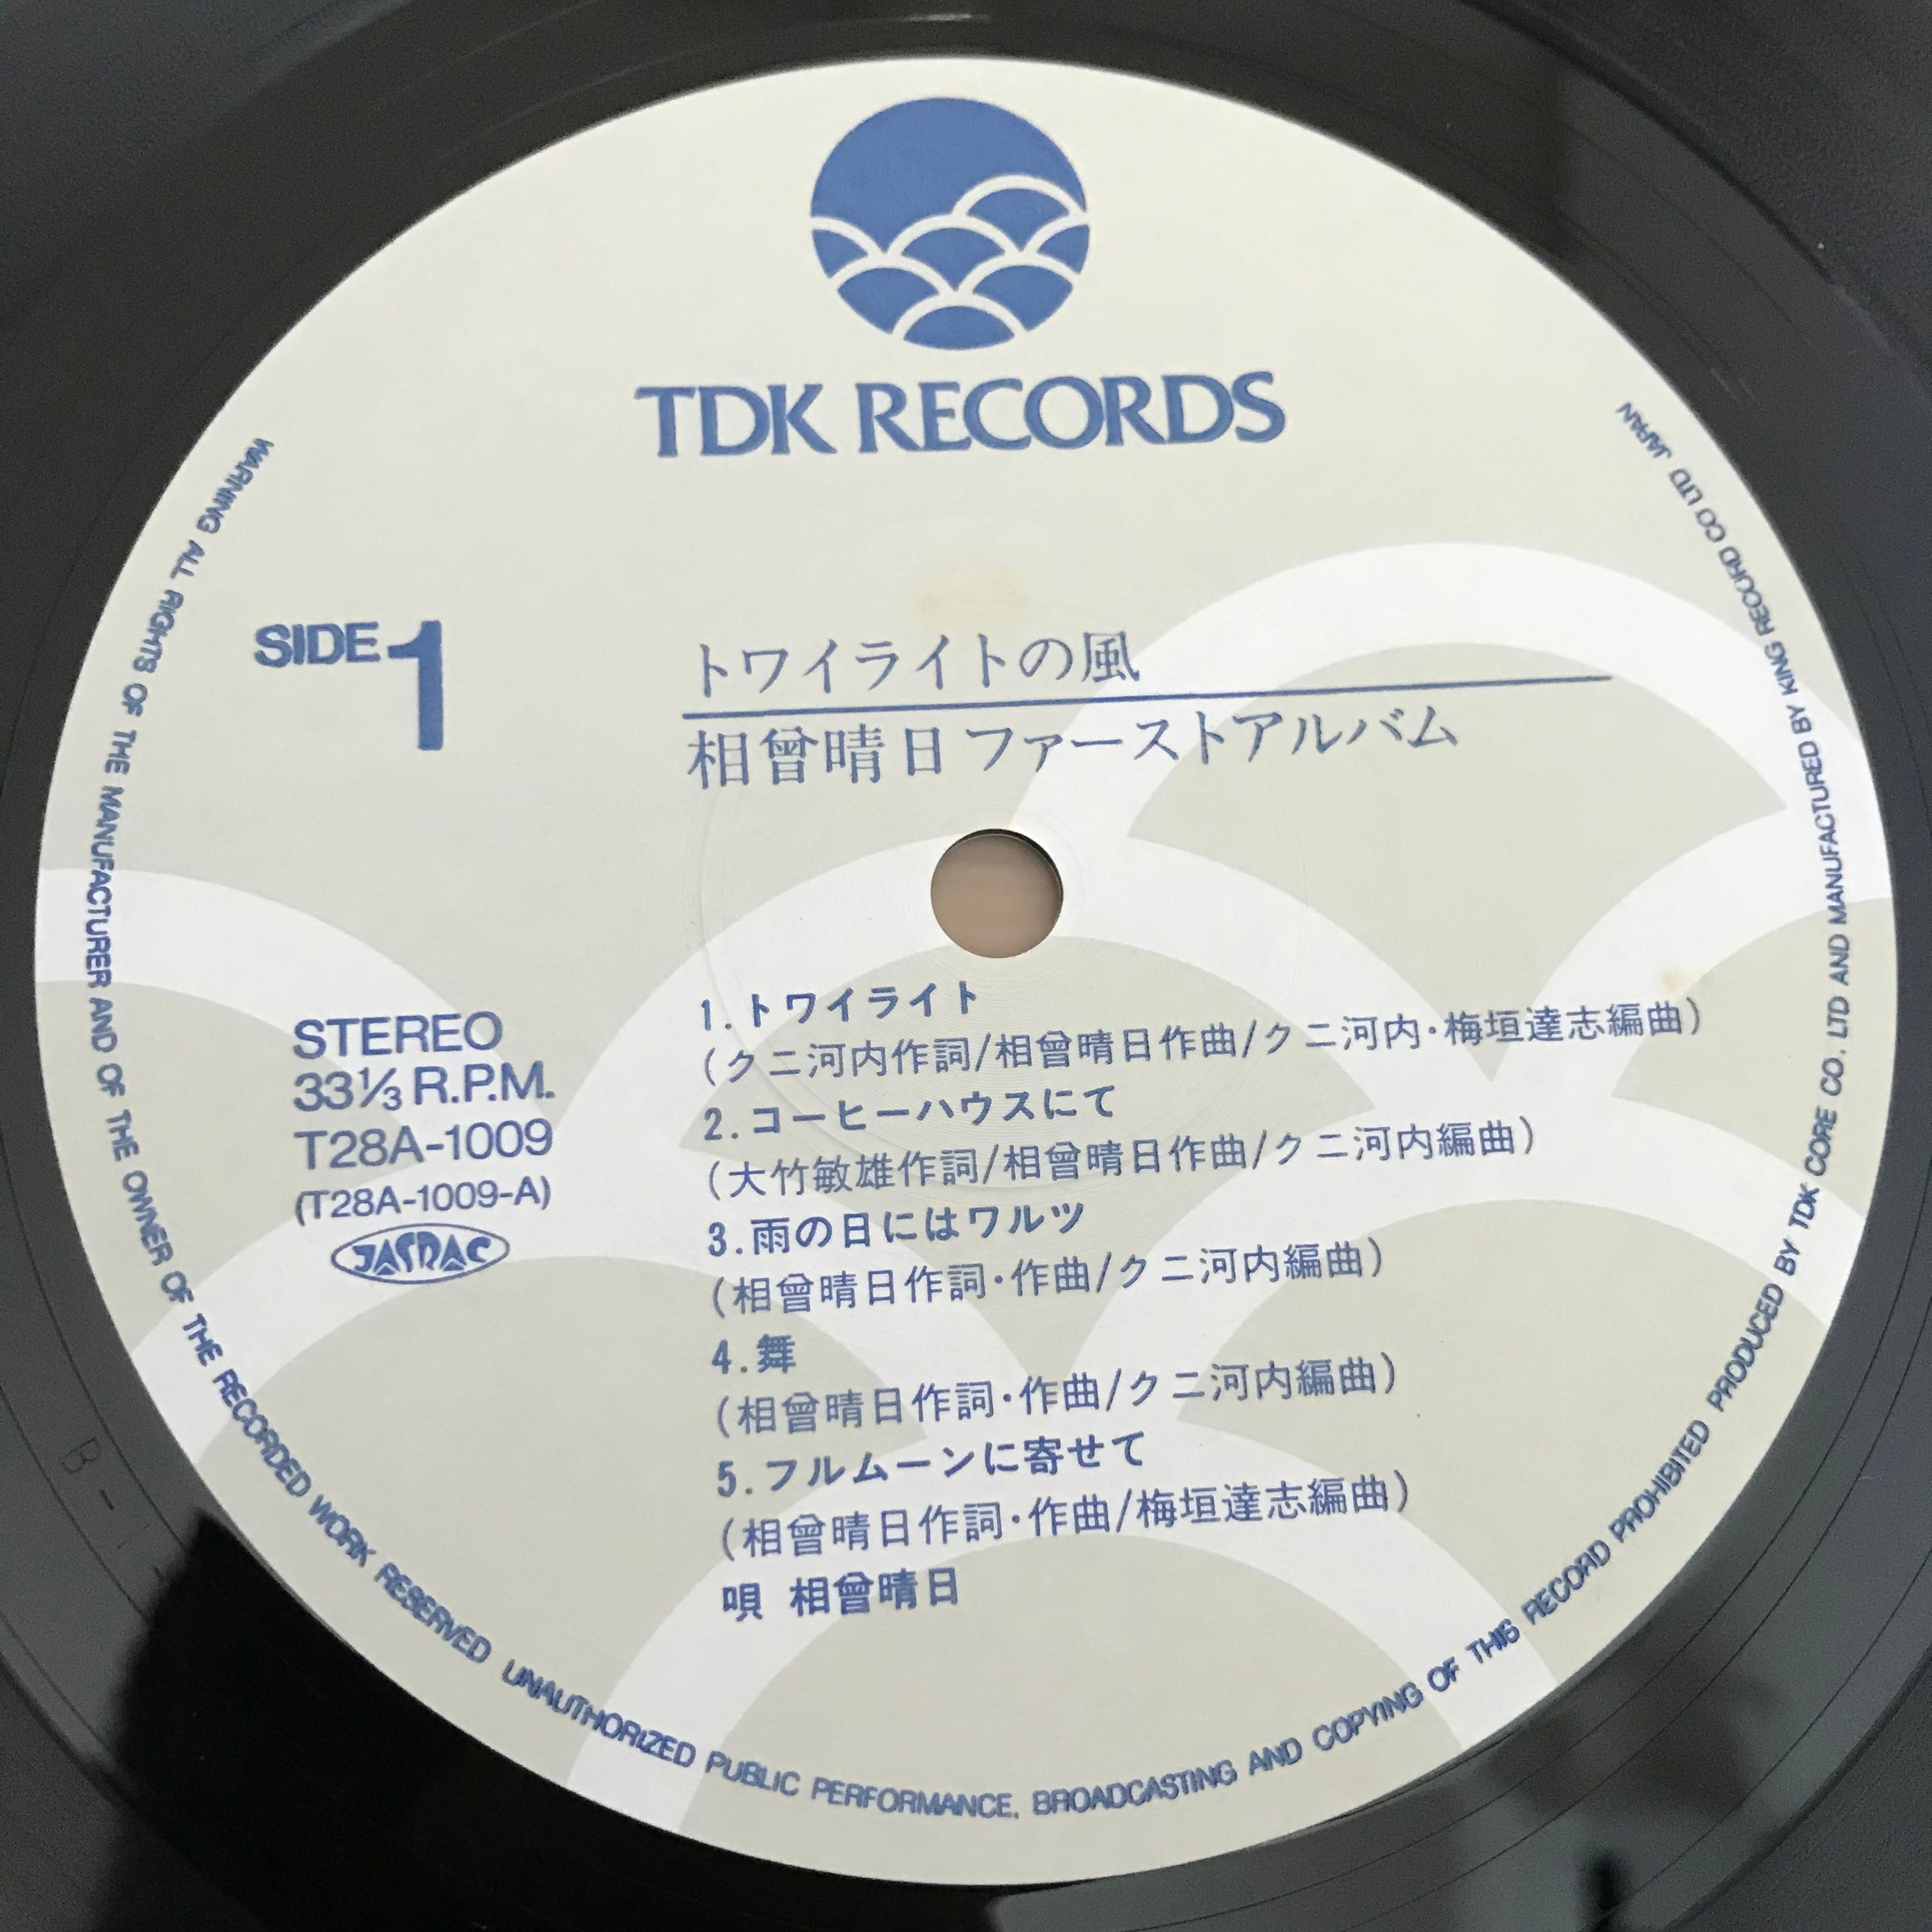 TDK RECORDS
SIDE 1
トワイライトの風
相曾晴日 ファーストアルバム
STEREO
33⅓ R.P.M.
T28A-1009
(T28A-1009-A)
JASRAC
1.トワイライト
(クニ河内作詞/相曾晴日作曲/クニ河内・梅垣達志編曲)
2.コーヒーハウスにて
(大竹敏雄作詞/相曾晴日作曲/クニ河内編曲)
3.雨の日にはワルツ
(相曾晴日作詞・作曲/クニ河内編曲)
4.舞
(相曾晴日作詞・作曲/クニ河内編曲)
5.フルムーンに寄せて
(相曾晴日作詞・作曲/梅垣達志編曲)
唄 相曾晴日
WARNING ALL RIGHTS OF THE MANUFACTURER AND OF THE OWNER OF THE RECORDED WORK RESERVED UNAUTHORIZED PUBLIC PERFORMANCE, BROADCASTING AND COPYING OF THIS RECORD PROHIBITED PRODUCED BY TDK CORE CO. LTD AND MANUFACTURED BY KING RECORD CO LTD JAPAN